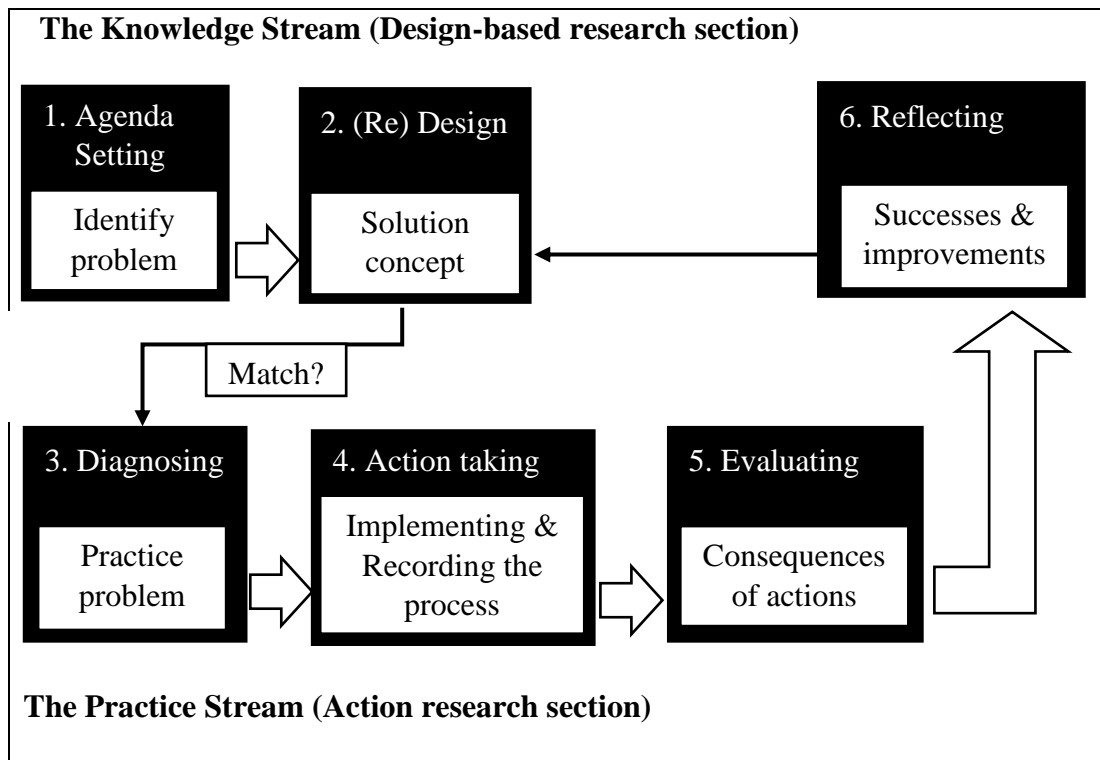 The Knowledge Stream (Design-based research section)
1. Agenda
Setting
Identify
problem
2. (Re) Design
Solution
concept
6. Reflecting
Successes &
improvements
Match?
3. Diagnosing
Practice
problem
4. Action taking
Implementing &
Recording the
process
5. Evaluating
Consequences
of actions
The Practice Stream (Action research section)